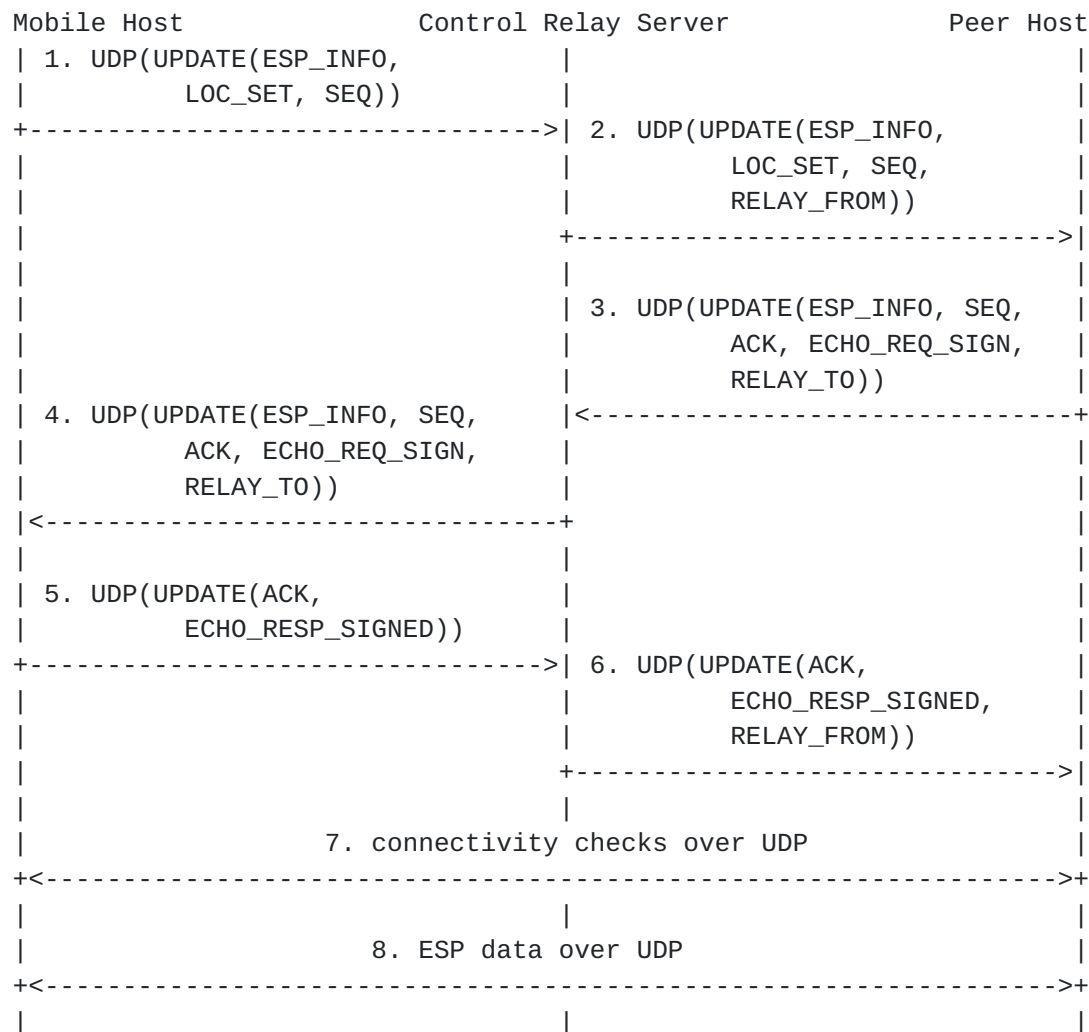 Mobile Host Control Relay Server Peer Host
1. UDP(UPDATE(ESP_INFO,
LOC_SET, SEQ))
2. UDP(UPDATE(ESP_INFO,
LOC_SET, SEQ,
RELAY_FROM))
3. UDP(UPDATE(ESP_INFO, SEQ,
ACK, ECHO_REQ_SIGN,
RELAY_TO))
4. UDP(UPDATE(ESP_INFO, SEQ,
ACK, ECHO_REQ_SIGN,
RELAY_TO))
5. UDP(UPDATE(ACK,
ECHO_RESP_SIGNED))
6. UDP(UPDATE(ACK,
ECHO_RESP_SIGNED,
RELAY_FROM))
7. connectivity checks over UDP
8. ESP data over UDP